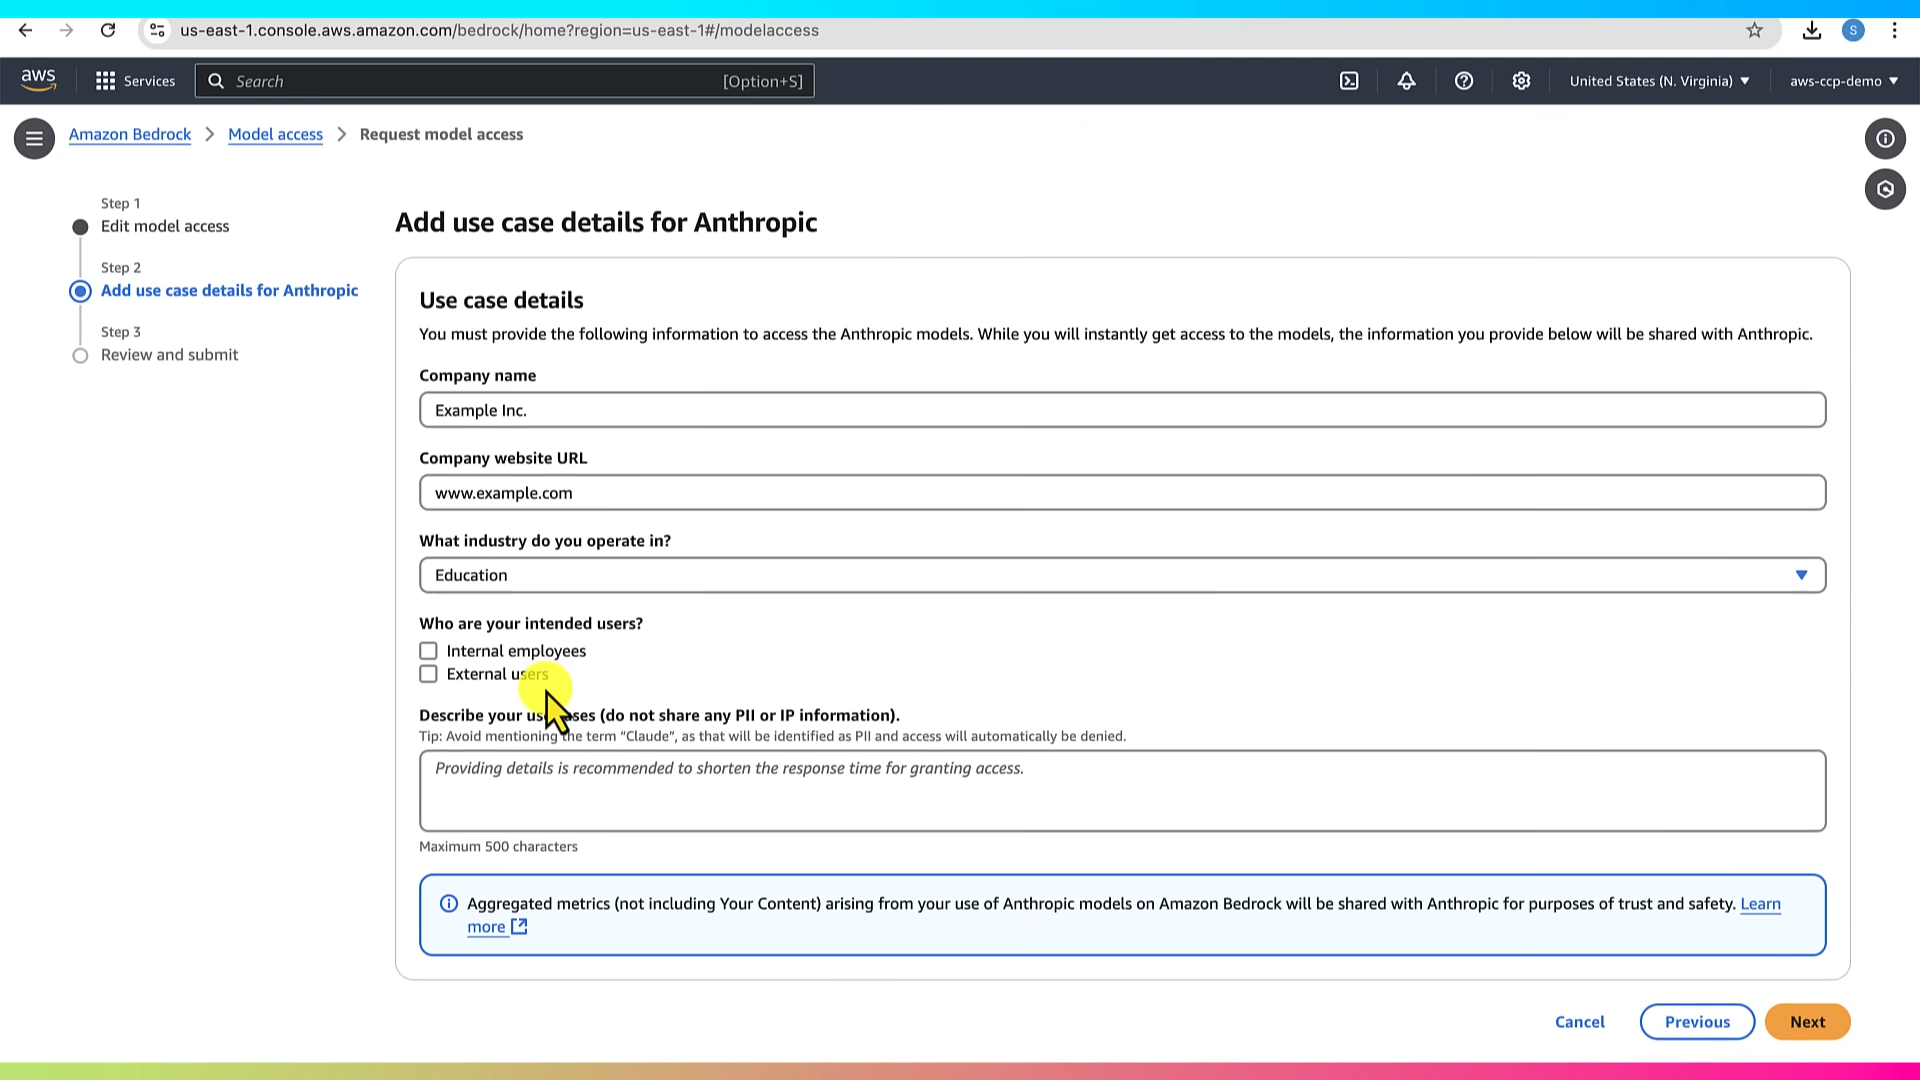 us-east-1.console.aws.amazon.com/bedrock/home?region=us-east-1#/modelaccess
S
aws
Services
Search
[Option+S]
United States (N. Virginia)
aws-ccp-demo
Amazon Bedrock > Model access > Request model access
Step 1
Edit model access
Step 2
Add use case details for Anthropic
Step 3
Review and submit
Add use case details for Anthropic
Use case details
You must provide the following information to access the Anthropic models. While you will instantly get access to the models, the information you provide below will be shared with Anthropic.
Company name
Example Inc.
Company website URL
www.example.com
What industry do you operate in?
Education
Who are your intended users?
Internal employees
External users
Describe your use cases (do not share any PII or IP information).
Tip: Avoid mentioning the term “Claude”, as that will be identified as PII and access will automatically be denied.
Providing details is recommended to shorten the response time for granting access.
Maximum 500 characters
Aggregated metrics (not including Your Content) arising from your use of Anthropic models on Amazon Bedrock will be shared with Anthropic for purposes of trust and safety. Learn
more
Cancel
Previous
Next